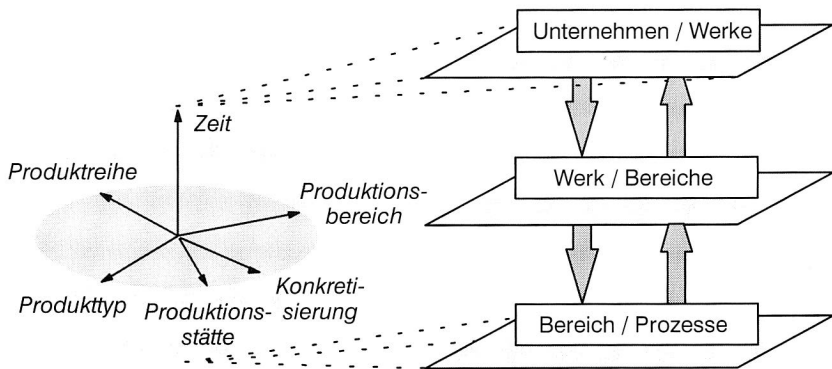 Unternehmen / Werke
Zeit
Produktreihe
Produktions-
bereich
Werk / Bereiche
Produkttyp
Produktions-
stätte
Konkreti-
sierung
Bereich / Prozesse